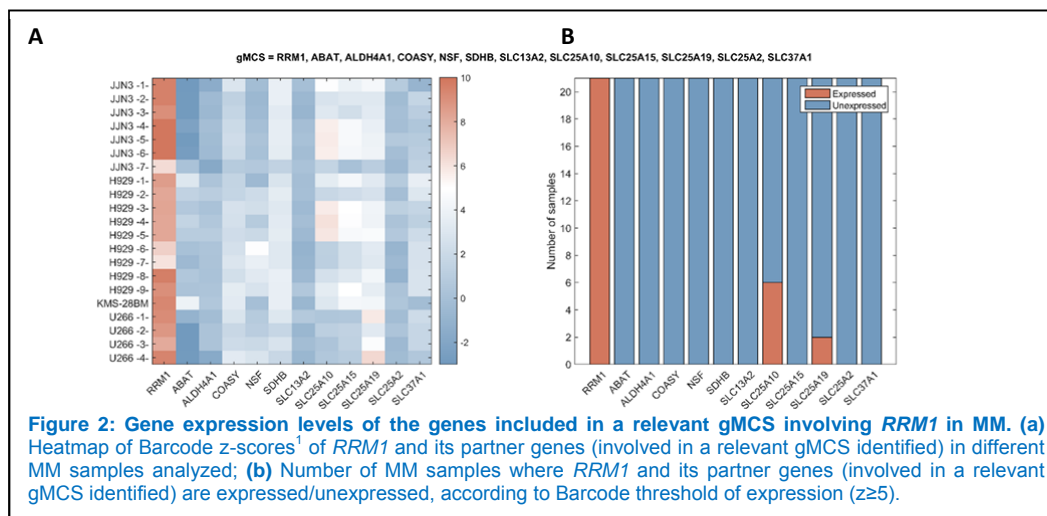 A
B
gMCS = RRM1, ABAT, ALDH4A1, COASY, NSF, SDHB, SLC13A2, SLC25A10, SLC25A15, SLC25A19, SLC25A2, SLC37A1
JJN3 -1-
JJN3 -2-
JJN3 -3-
JJN3 -4-
JJN3 -5-
JJN3 -6-
JJN3 -7-
H929 -1-
H929 -2-
H929 -3-
H929 -4-
H929 -5-
H929 -6-
H929 -7-
H929 -8-
H929 -9-
KMS-28BM
U266 -1-
U266 -2-
U266 -3-
U266 -4-
RRM1
ABAT
ALDH4A1
COASY
NSF
SDHB
SLC13A2
SLC25A10
SLC25A15
SLC25A19
SLC25A2
SLC37A1
10
8
6
4
2
0
-2
Number of samples
20
18
16
14
12
10
8
6
4
2
0
Expressed
Unexpressed
RRM1
ABAT
ALDH4A1
COASY
NSF
SDHB
SLC13A2
SLC25A10
SLC25A15
SLC25A19
SLC25A2
SLC37A1
Figure 2: Gene expression levels of the genes included in a relevant gMCS involving RRM1 in MM. (a)
Heatmap of Barcode z-scores¹ of RRM1 and its partner genes (involved in a relevant gMCS identified) in different
MM samples analyzed; (b) Number of MM samples where RRM1 and its partner genes (involved in a relevant
gMCS identified) are expressed/unexpressed, according to Barcode threshold of expression (z≥5).